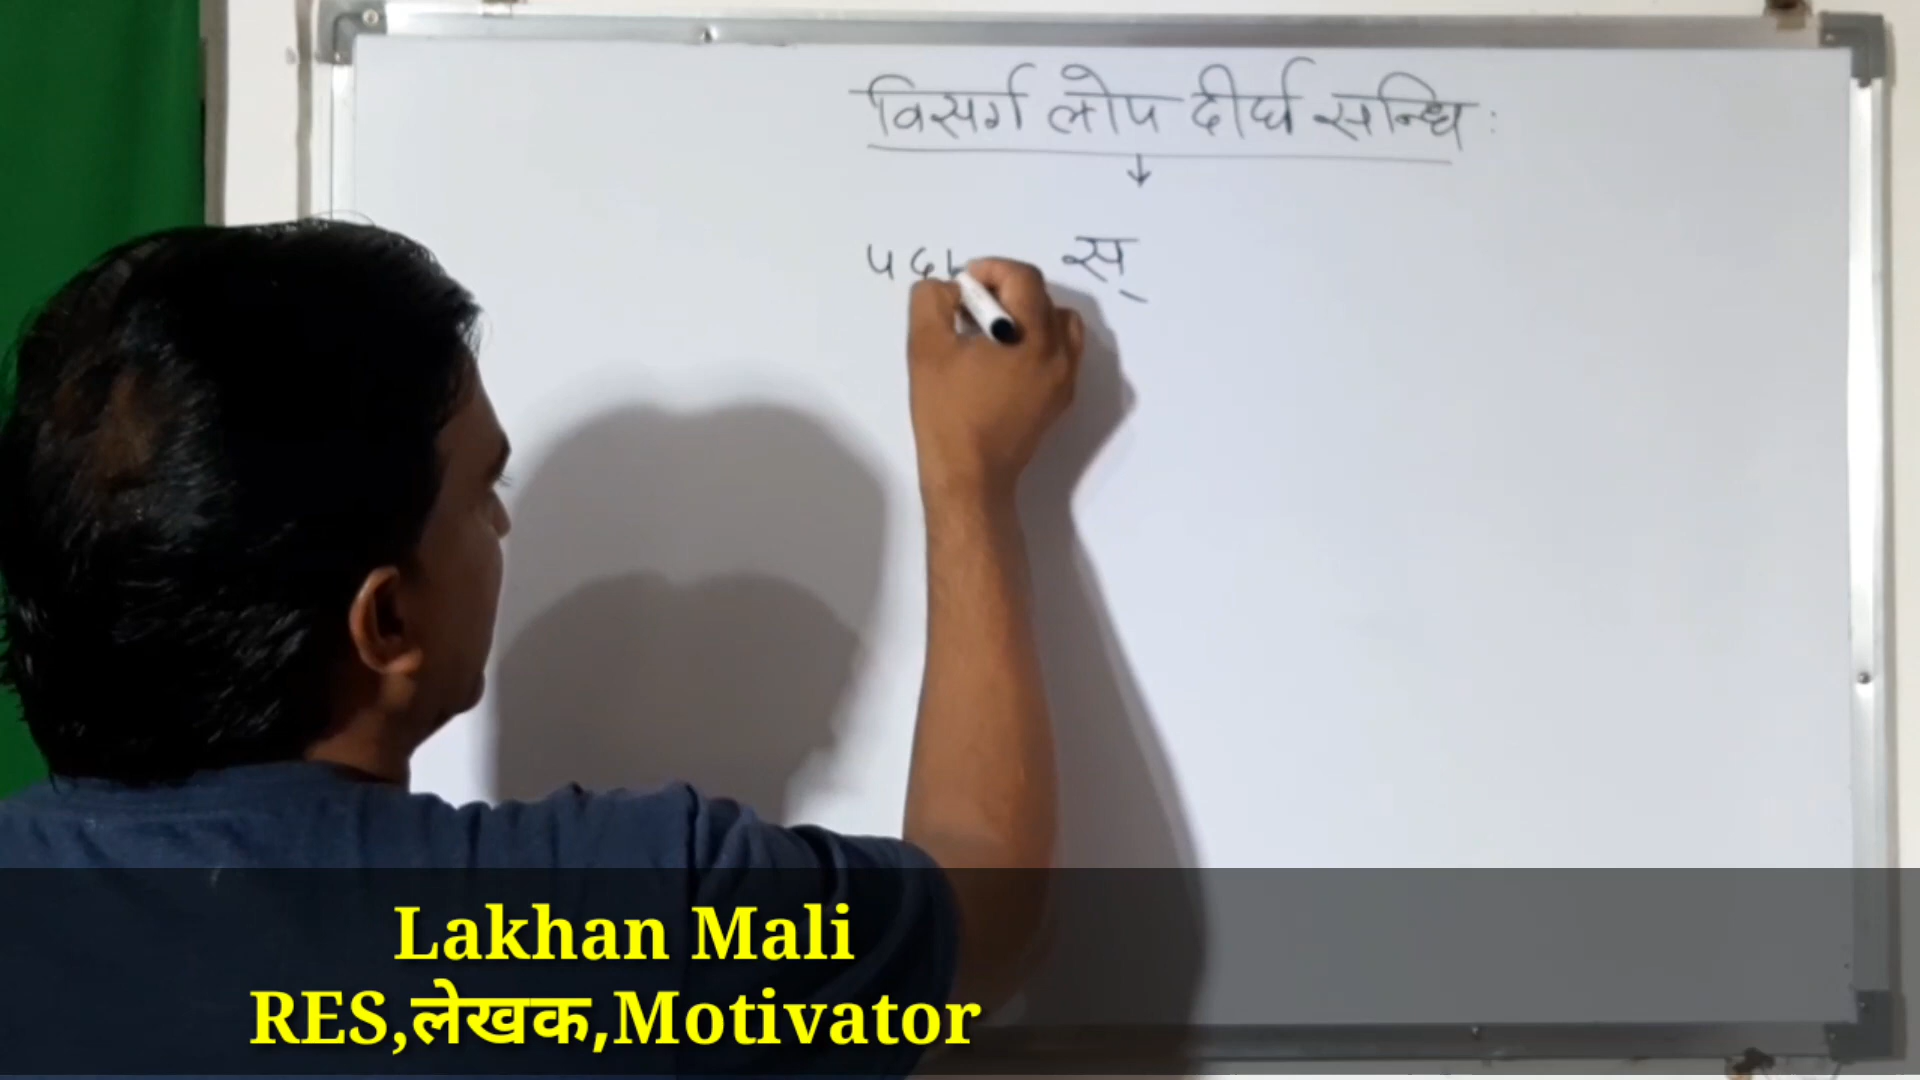 विसर्ग लोप दीर्घ सन्धि :
↓
स्
Lakhan Mali
RES,लेखक,Motivator